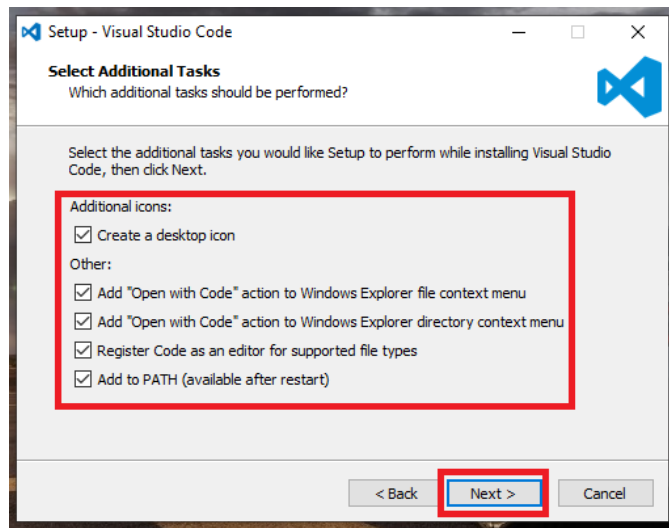 Setup - Visual Studio Code
Select Additional Tasks
Which additional tasks should be performed?
Select the additional tasks you would like Setup to perform while installing Visual Studio
Code, then click Next.
Additional icons:
Create a desktop icon
Other:
Add "Open with Code" action to Windows Explorer file context menu
Add "Open with Code" action to Windows Explorer directory context menu
Register Code as an editor for supported file types
Add to PATH (available after restart)
< Back Next > Cancel